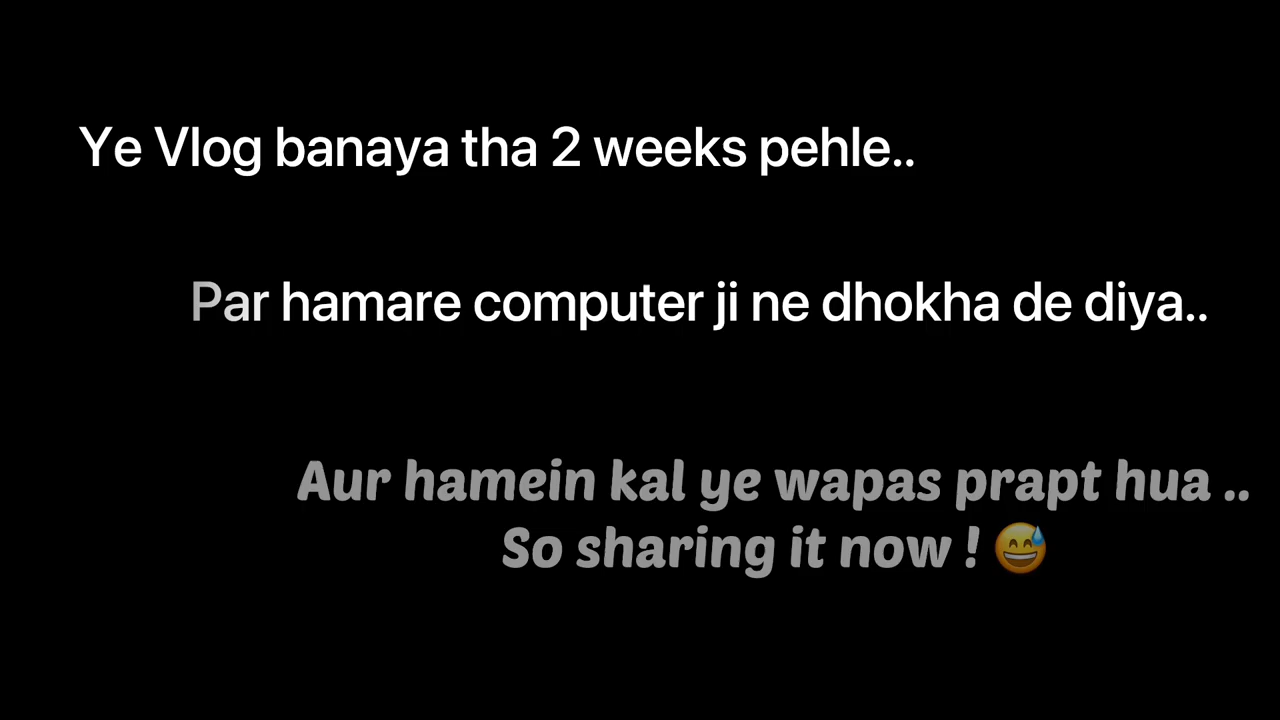 Ye Vlog banaya tha 2 weeks pehle..
Par hamare computer ji ne dhokha de diya..
Aur hamein kal ye wapas prapt hua ..
So sharing it now ! 😅